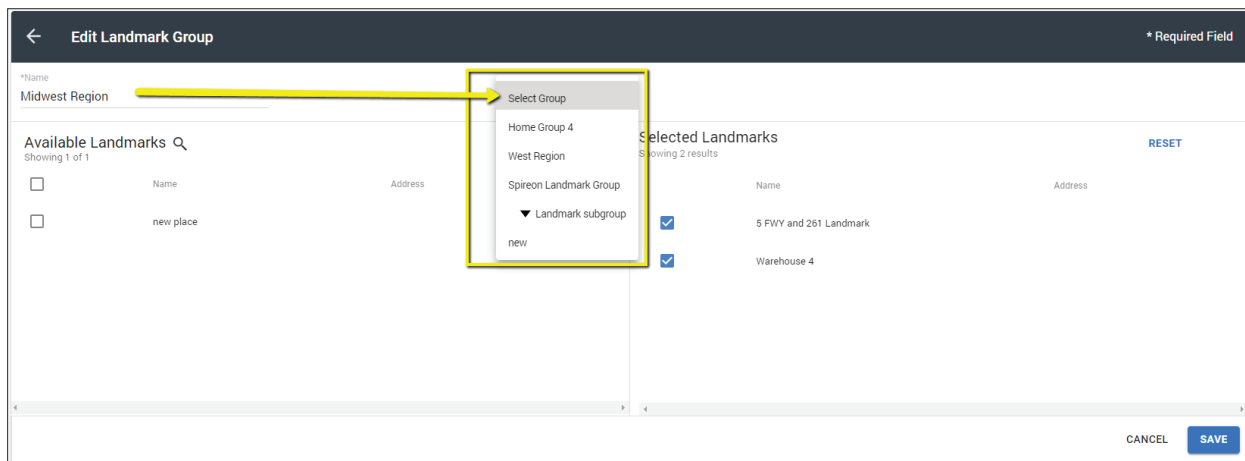 Edit Landmark Group
* Required Field
*Name
Midwest Region
Select Group
Home Group 4
West Region
Spireon Landmark Group
Landmark subgroup
new
Available Landmarks
Showing 1 of 1
Name Address
new place
Selected Landmarks
Showing 2 results
RESET
Name Address
5 FWY and 261 Landmark
Warehouse 4
CANCEL SAVE